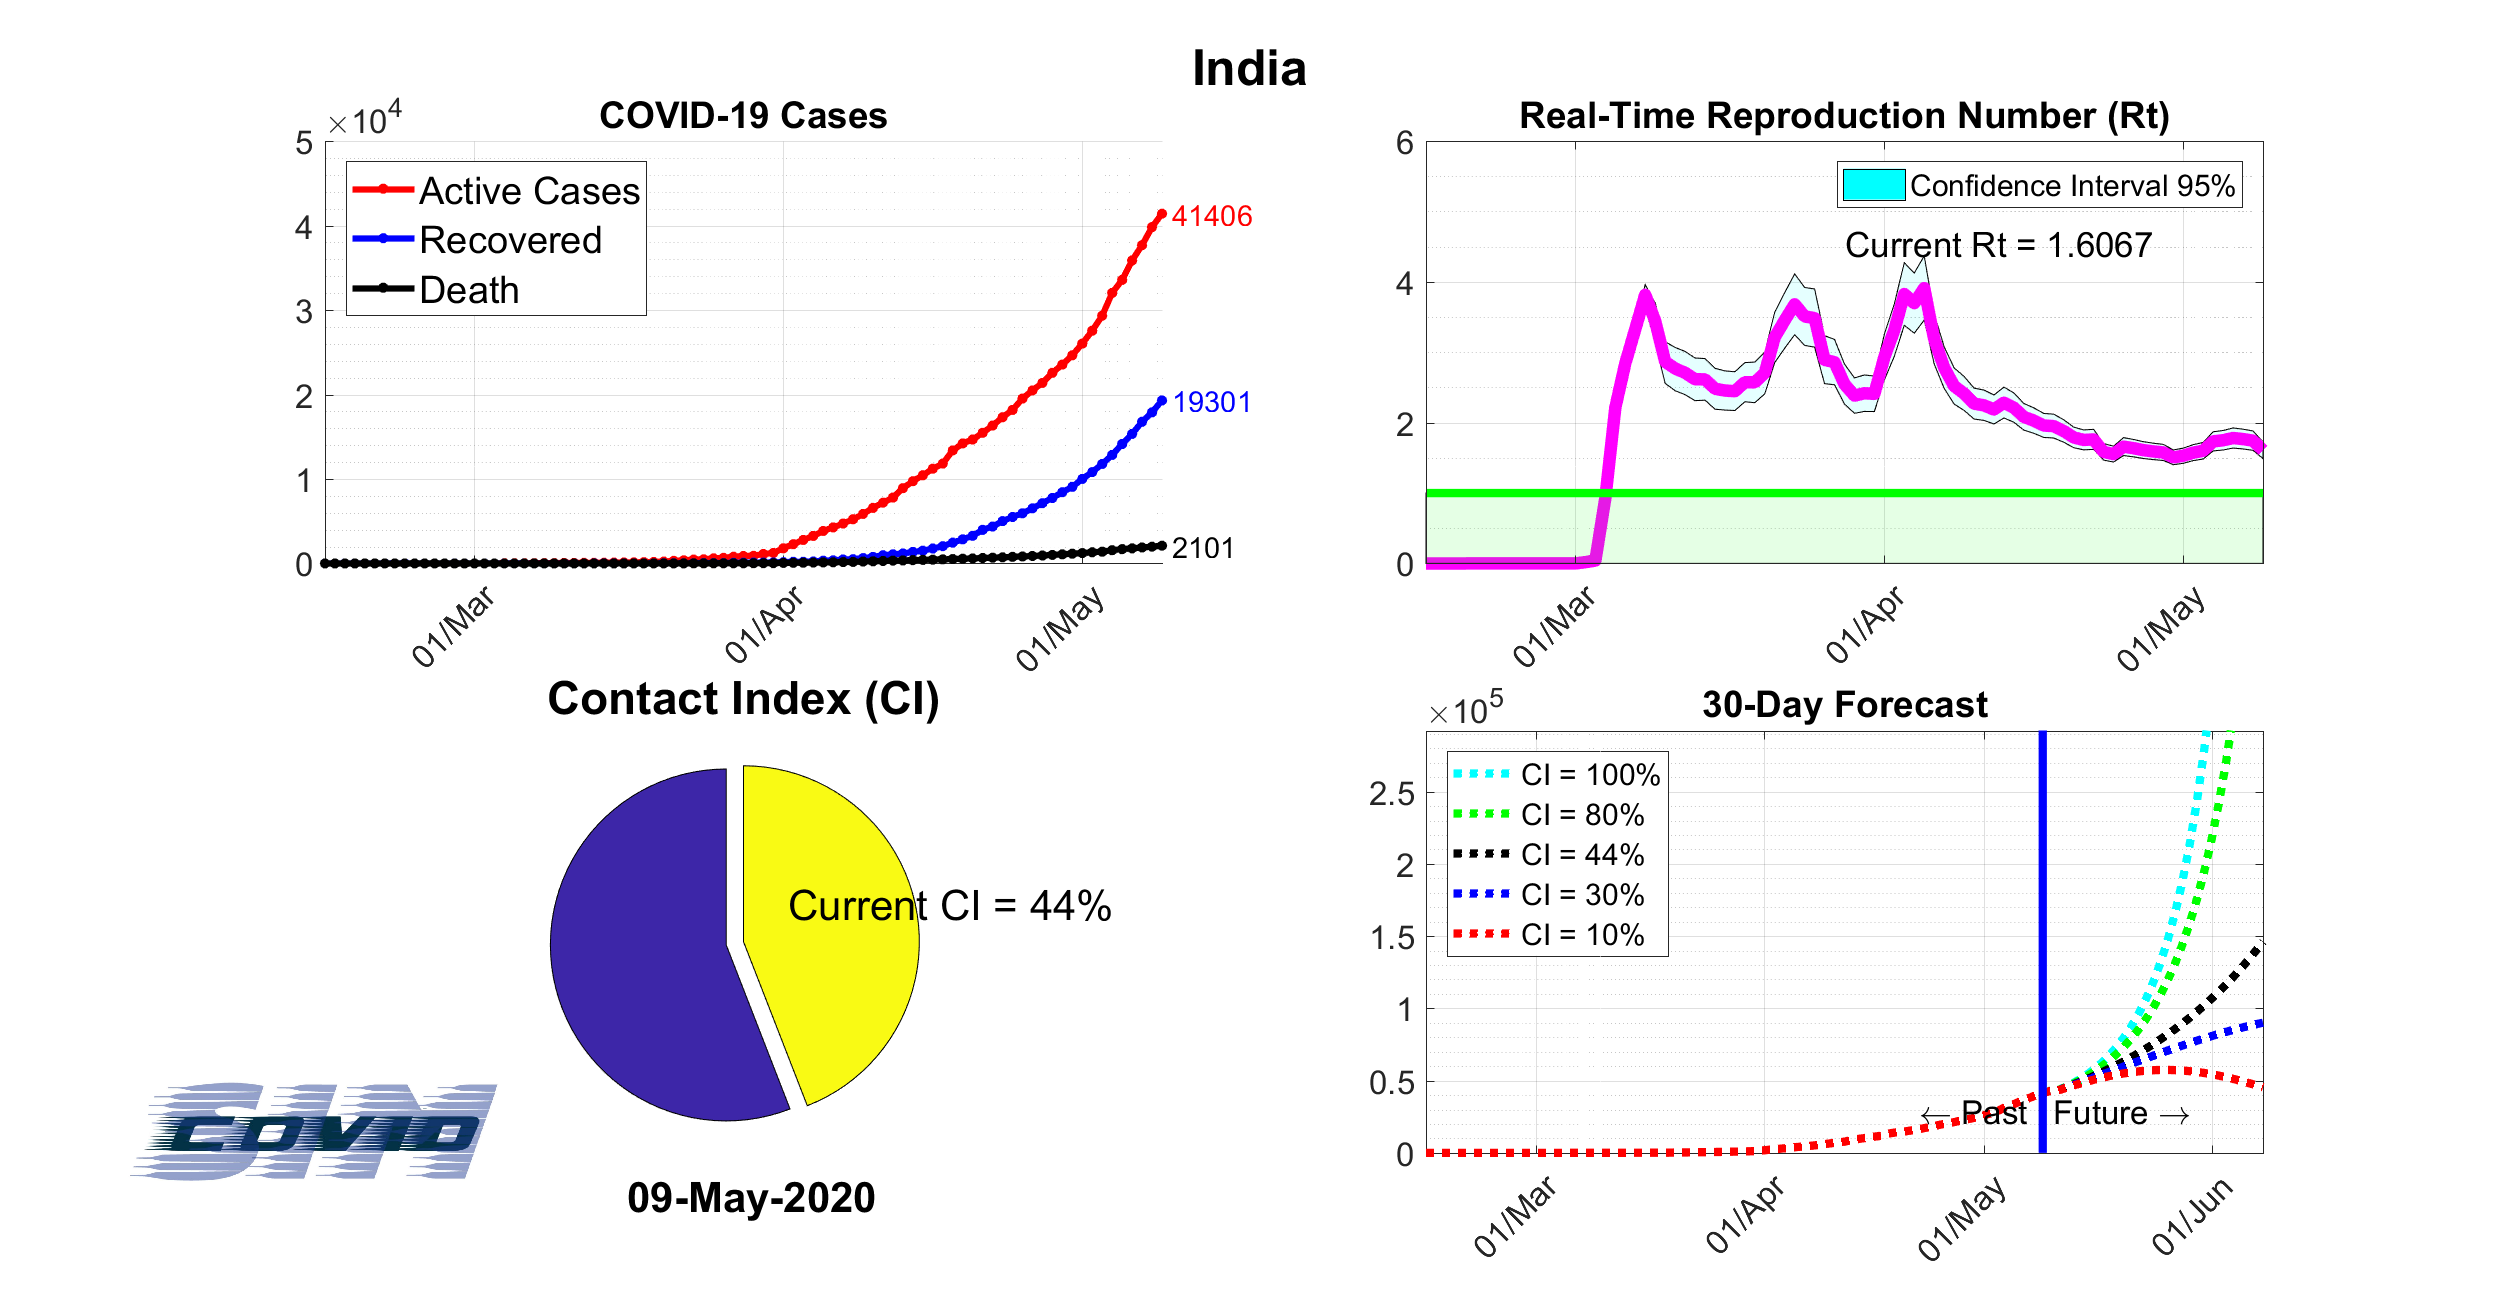 India
COVID-19 Cases
×10⁴
5
4
3
2
1
0
Active Cases
Recovered
Death
41406
19301
2101
01/Mar
01/Apr
01/May
Real-Time Reproduction Number (Rt)
6
4
2
0
Confidence Interval 95%
Current Rt = 1.6067
01/Mar
01/Apr
01/May
Contact Index (CI)
Current CI = 44%
09-May-2020
SIM
COVID
30-Day Forecast
×10⁵
2.5
2
1.5
1
0.5
0
CI = 100%
CI = 80%
CI = 44%
CI = 30%
CI = 10%
← Past
Future →
01/Mar
01/Apr
01/May
01/Jun